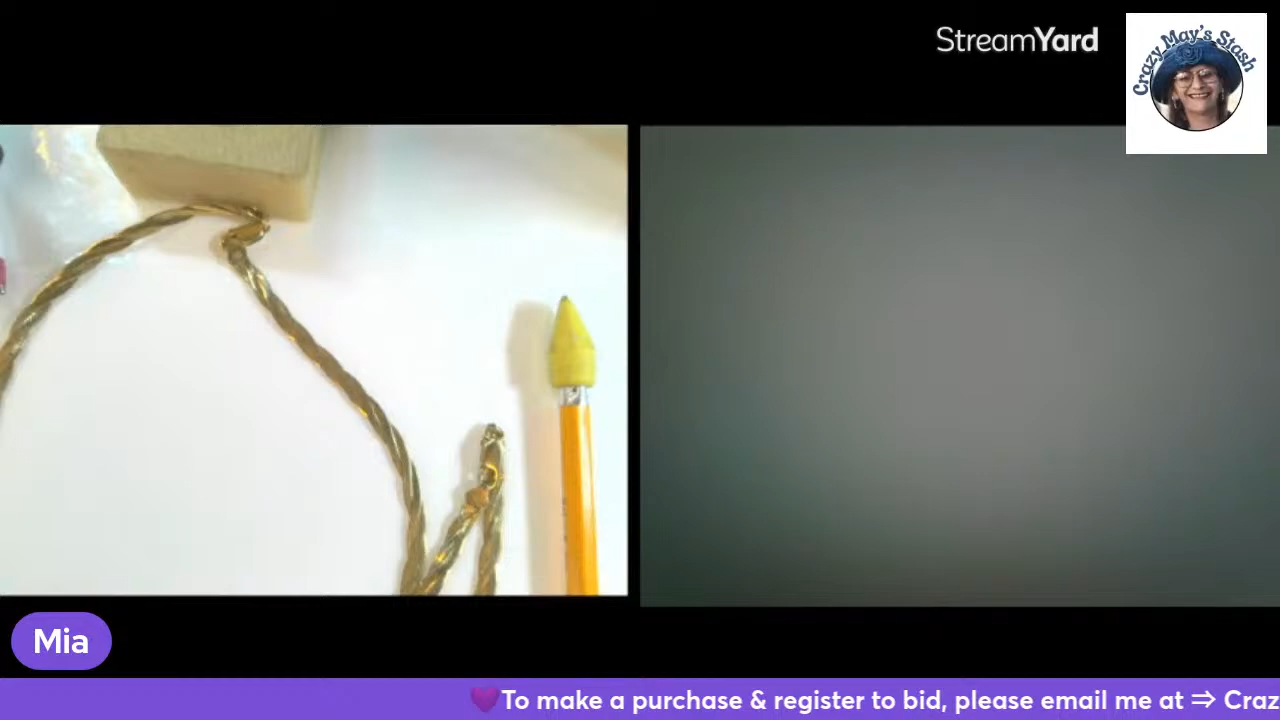 StreamYard
Crazy May's Stash
Mia
💜To make a purchase & register to bid, please email me at ⇒ Craz